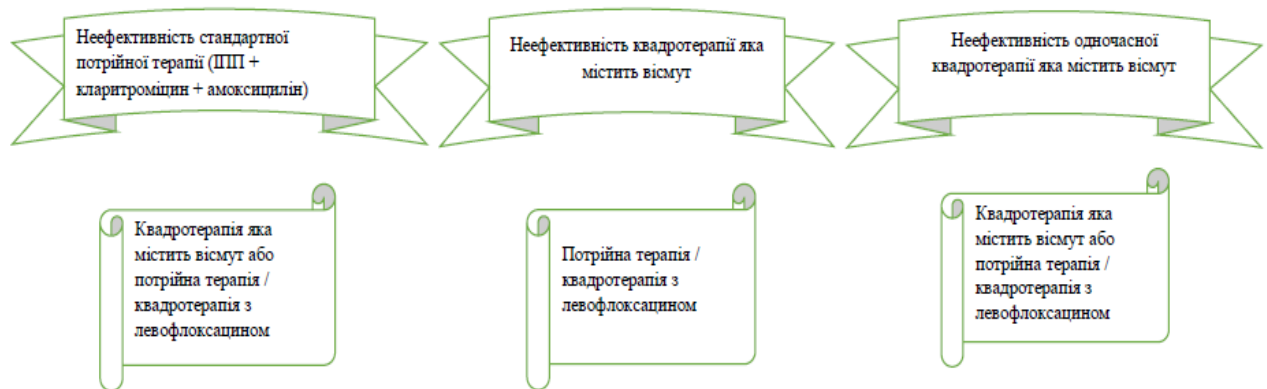 Неефективність стандартної
потрійної терапії (ІПП +
кларитроміцин + амоксицилін)
Неефективність квадротерапії яка
містить вісмут
Неефективність одночасної
квадротерапії яка містить вісмут
Квадротерапія яка
містить вісмут або
потрійна терапія /
квадротерапія з
левофлоксацином
Потрійна терапія /
квадротерапія з
левофлоксацином
Квадротерапія яка
містить вісмут або
потрійна терапія /
квадротерапія з
левофлоксацином